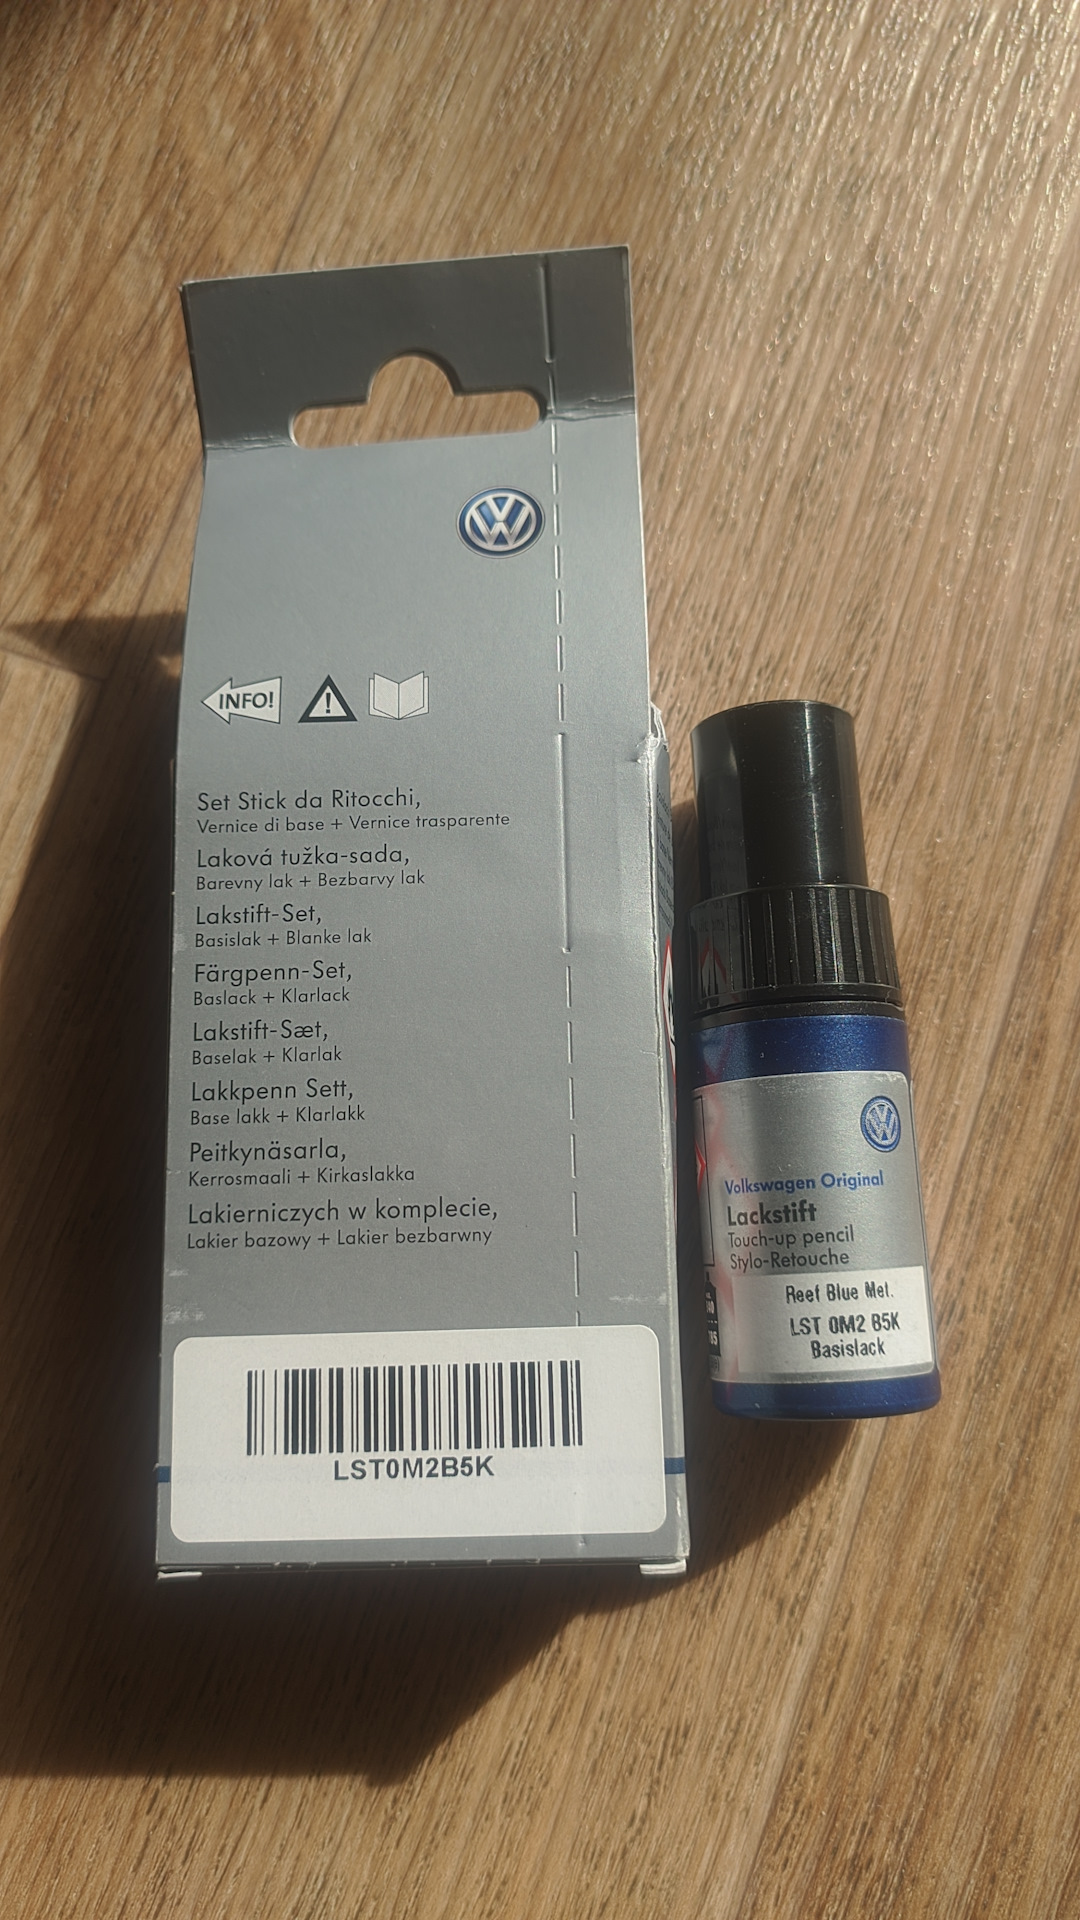 INFO!
Set Stick da Ritocchi,
Vernice di base + Vernice trasparente
Laková tužka-sada,
Barevny lak + Bezbarvy lak
Lakstift-Set,
Basislak + Blanke lak
Färgpenn-Set,
Baslack + Klarlack
Lakstift-Sæt,
Baselak + Klarlak
Lakkpenn Sett,
Base lakk + Klarlakk
Peitkynäsarla,
Kerrosmaali + Kirkaslakka
Lakierniczych w komplecie,
Lakier bazowy + Lakier bezbarwny
LST0M2B5K
Volkswagen Original
Lackstift
Touch-up pencil
Stylo-Retouche
Reef Blue Met.
LST 0M2 B5K
Basislack